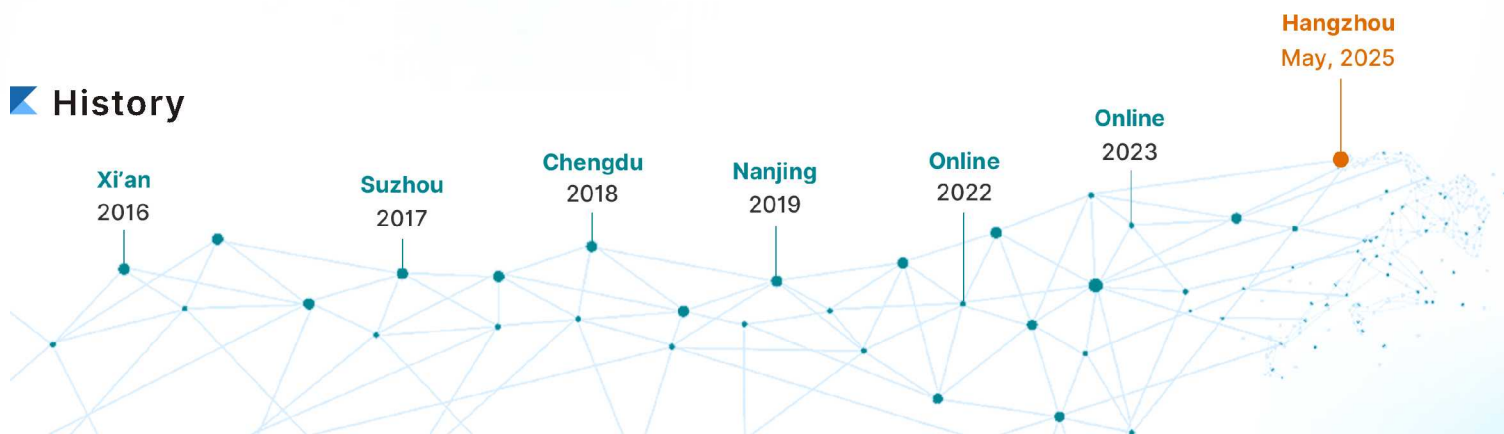 History
Xi’an
2016
Suzhou
2017
Chengdu
2018
Nanjing
2019
Online
2022
Online
2023
Hangzhou
May, 2025